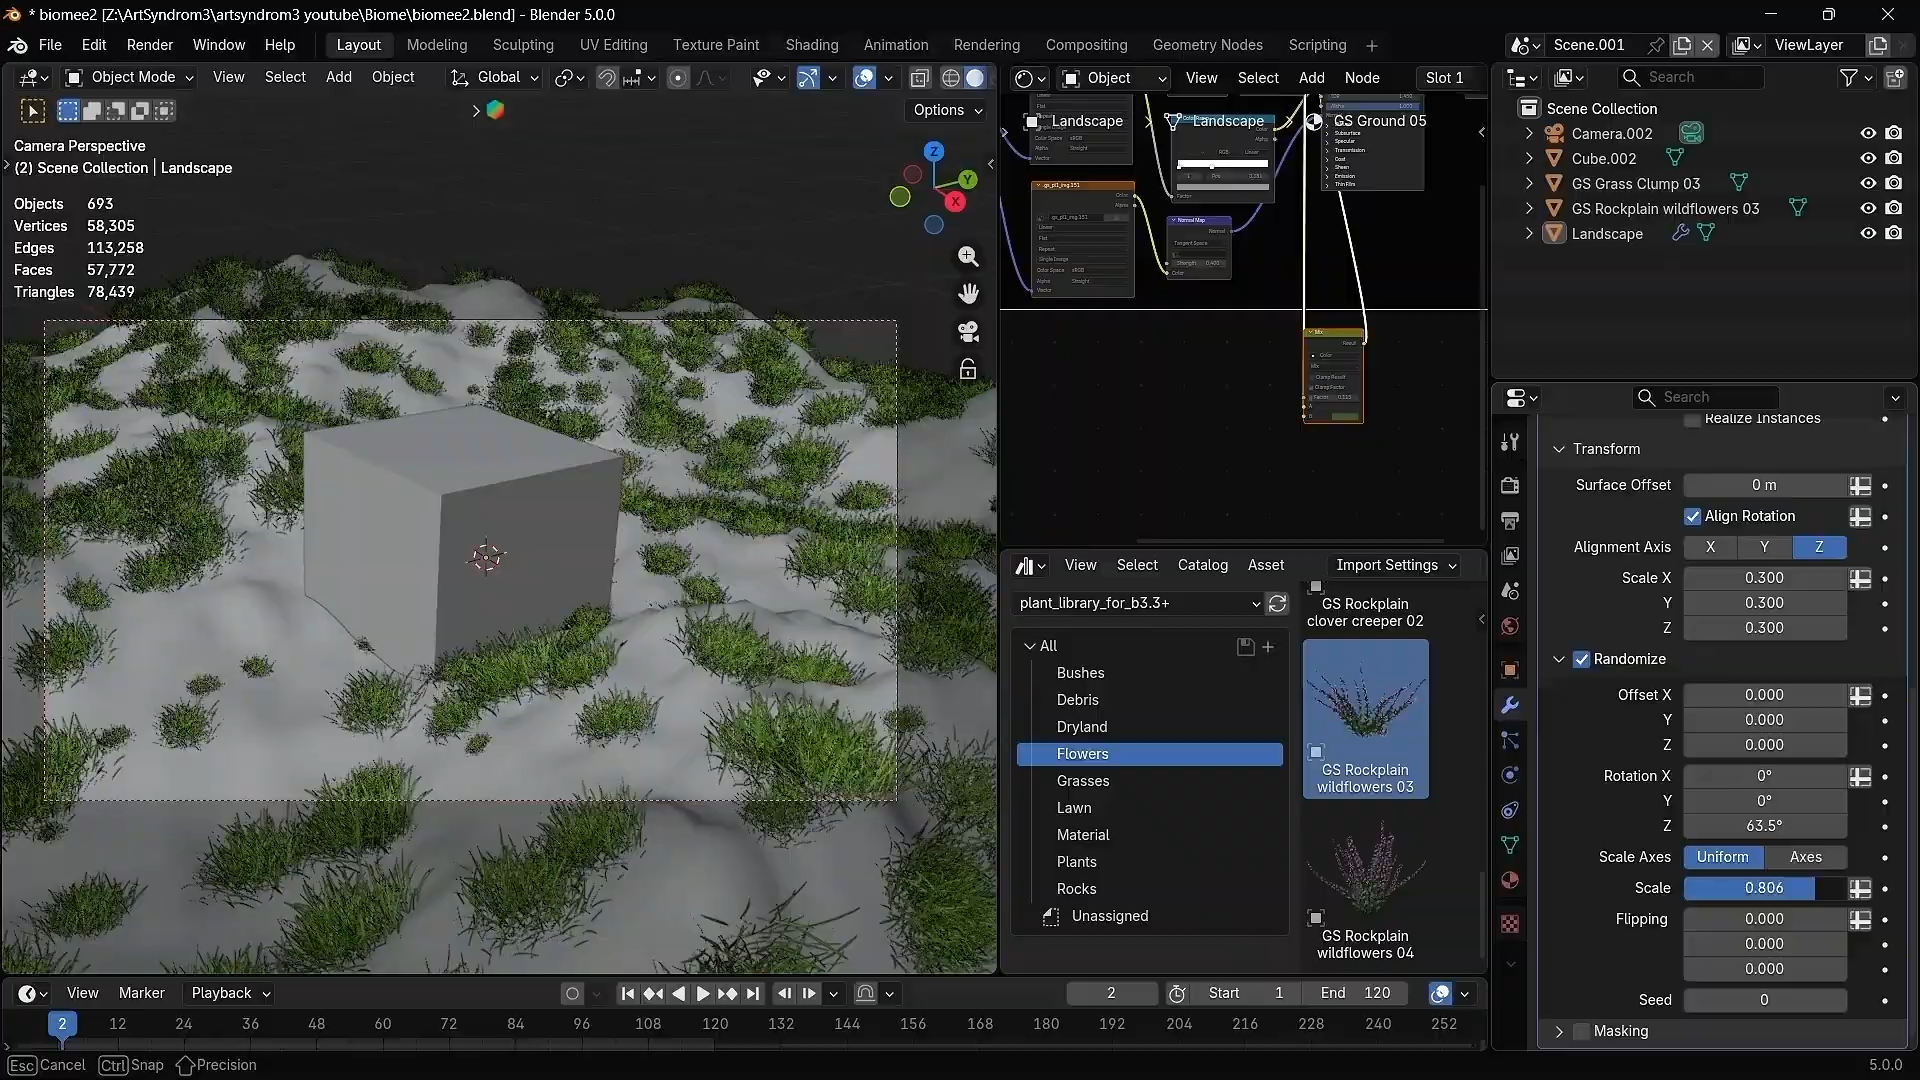 * biomee2 [Z:\ArtSyndrom3\artsyndrom3 youtube\Biome\biomee2.blend] - Blender 5.0.0
File Edit Render Window Help
Layout Modeling Sculpting UV Editing Texture Paint Shading Animation Rendering Compositing Geometry Nodes Scripting +
Scene.001
ViewLayer
Object Mode View Select Add Object Global
Options
Camera Perspective
(2) Scene Collection | Landscape
Objects 693
Vertices 58,305
Edges 113,258
Faces 57,772
Triangles 78,439
Z
Y
X
Object View Select Add Node Slot 1
Landscape
Landscape
GS Ground 05
Normal Map
Mix
View Select Catalog Asset Import Settings
plant_library_for_b3.3+
All
Bushes
Debris
Dryland
Flowers
Grasses
Lawn
Material
Plants
Rocks
Unassigned
GS Rockplain
clover creeper 02
GS Rockplain
wildflowers 03
GS Rockplain
wildflowers 04
Search
Scene Collection
Camera.002
Cube.002
GS Grass Clump 03
GS Rockplain wildflowers 03
Landscape
Search
Realize Instances
Transform
Surface Offset 0 m
Align Rotation
Alignment Axis X Y Z
Scale X 0.300
Y 0.300
Z 0.300
Randomize
Offset X 0.000
Y 0.000
Z 0.000
Rotation X 0°
Y 0°
Z 63.5°
Scale Axes Uniform Axes
Scale 0.806
Flipping 0.000
0.000
0.000
Seed 0
Masking
View Marker Playback
2
Start 1
End 120
2 12 24 36 48 60 72 84 96 108 120 132 144 156 168 180 192 204 216 228 240 252
Esc Cancel Ctrl Snap Precision
5.0.0